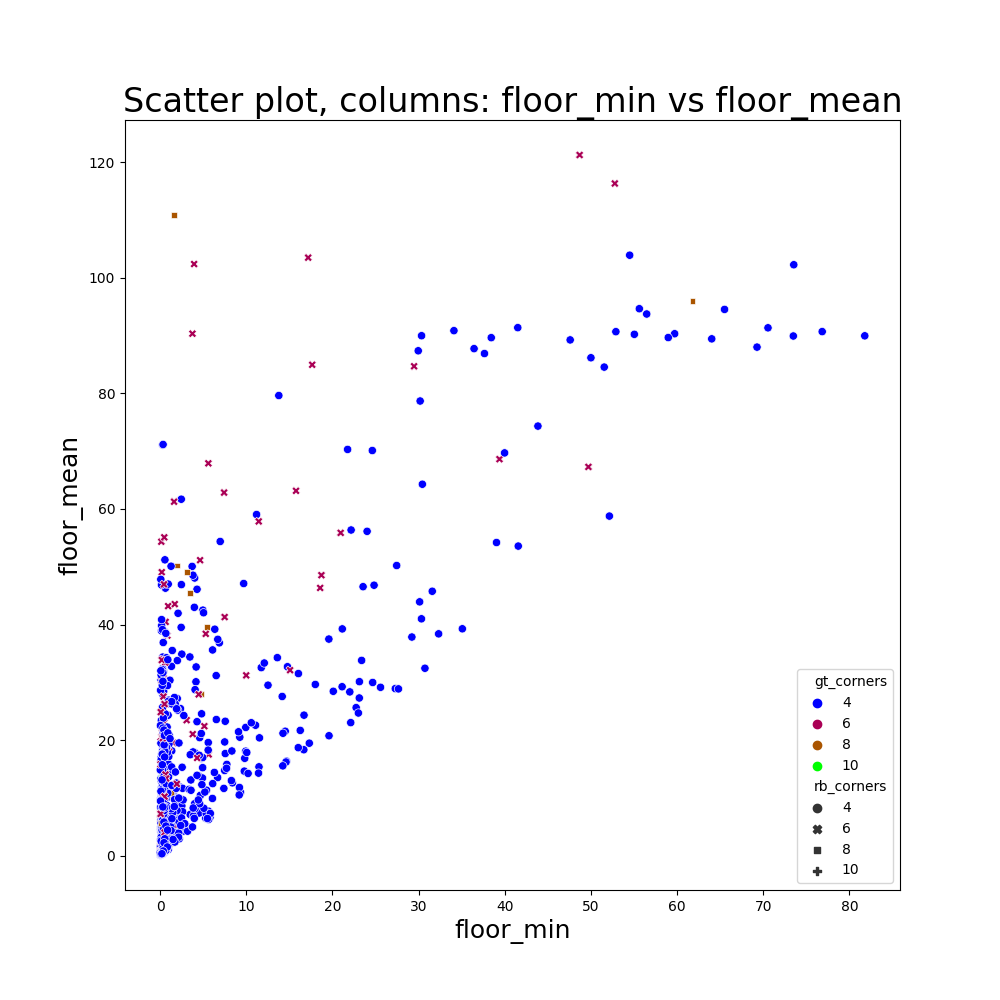 Scatter plot, columns: floor_min vs floor_mean
120
100
80
60
40
20
0
floor_mean
0 10 20 30 40 50 60 70 80
floor_min
gt_corners
4
6
8
10
rb_corners
4
6
8
10